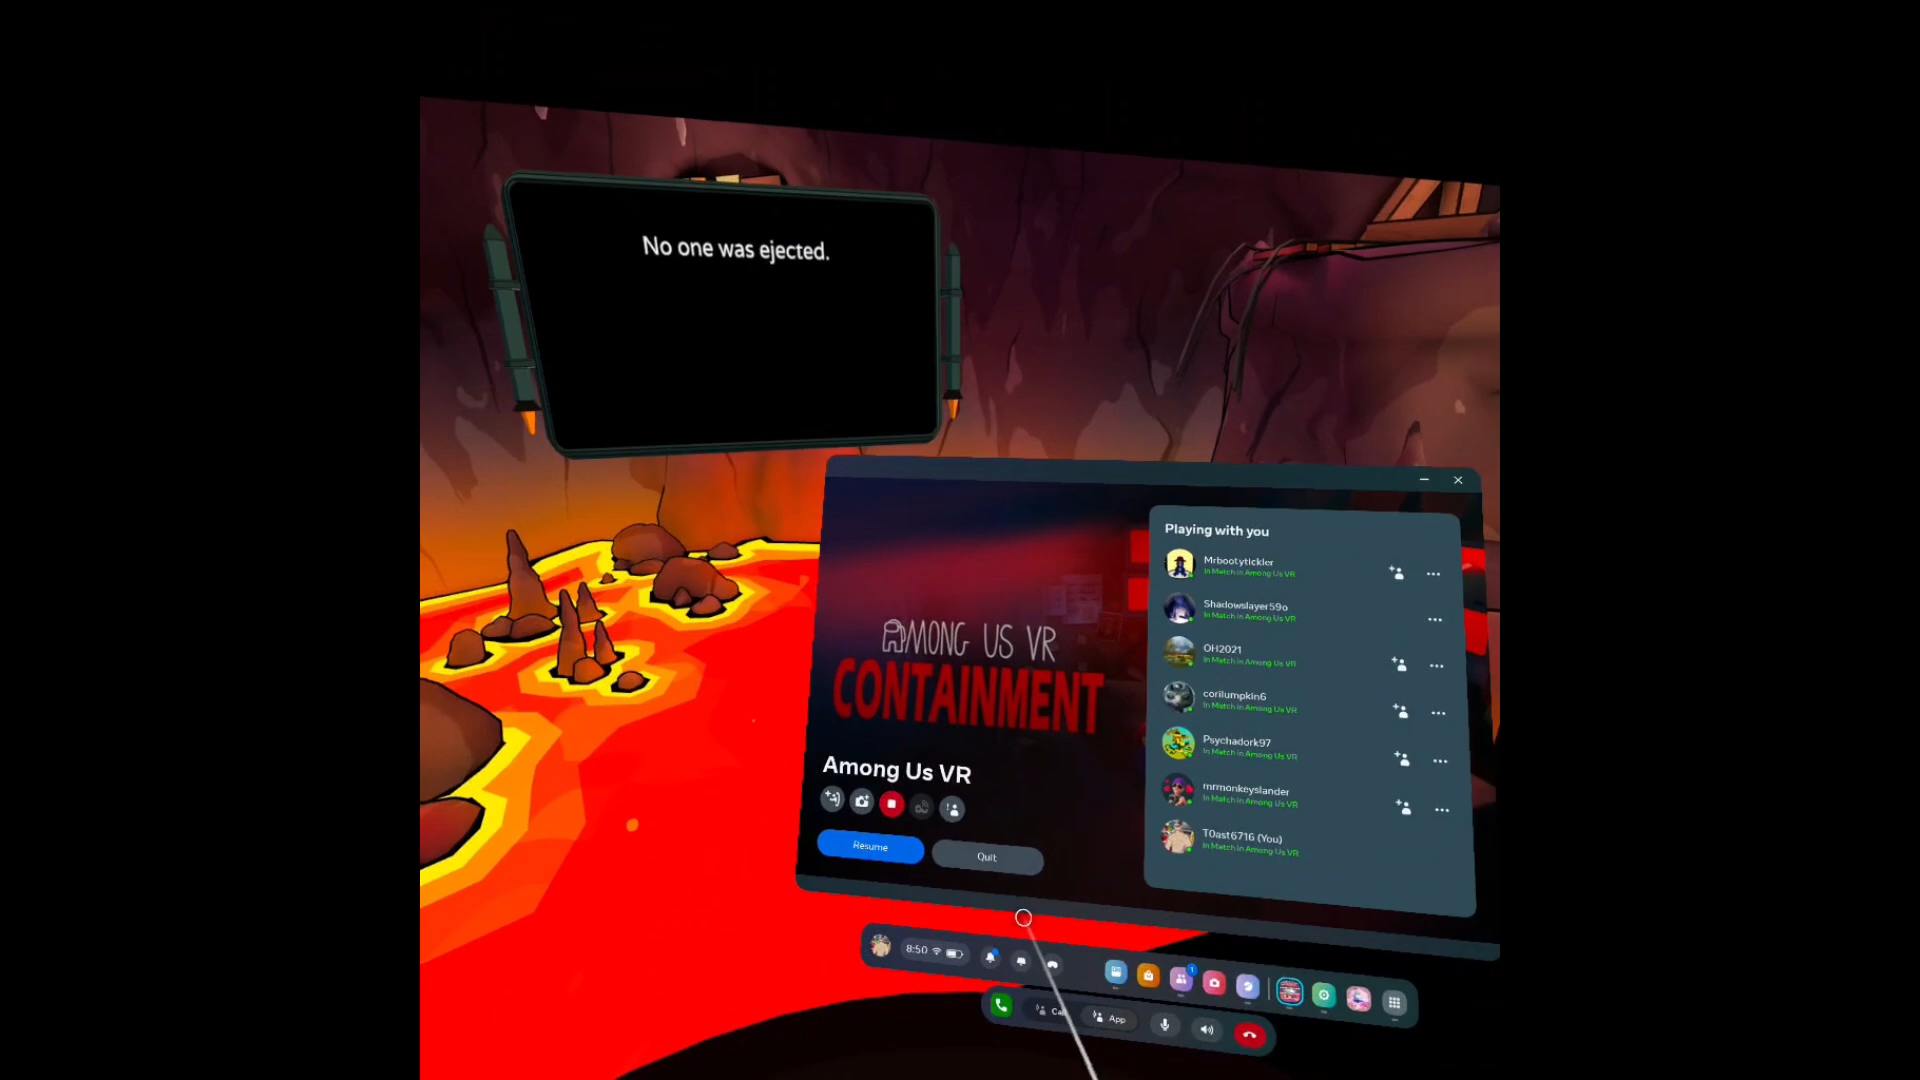 No one was ejected.
Playing with you
Mrbootytickler
In Match in Among Us VR
Shadowslayer59o
In Match in Among Us VR
OH2021
In Match in Among Us VR
corilumpkin6
In Match in Among Us VR
Psychadork97
In Match in Among Us VR
mrmonkeyslander
In Match in Among Us VR
T0ast6716 (You)
In Match in Among Us VR
AMONG US VR
CONTAINMENT
Among Us VR
Resume
Quit
8:50
1
App